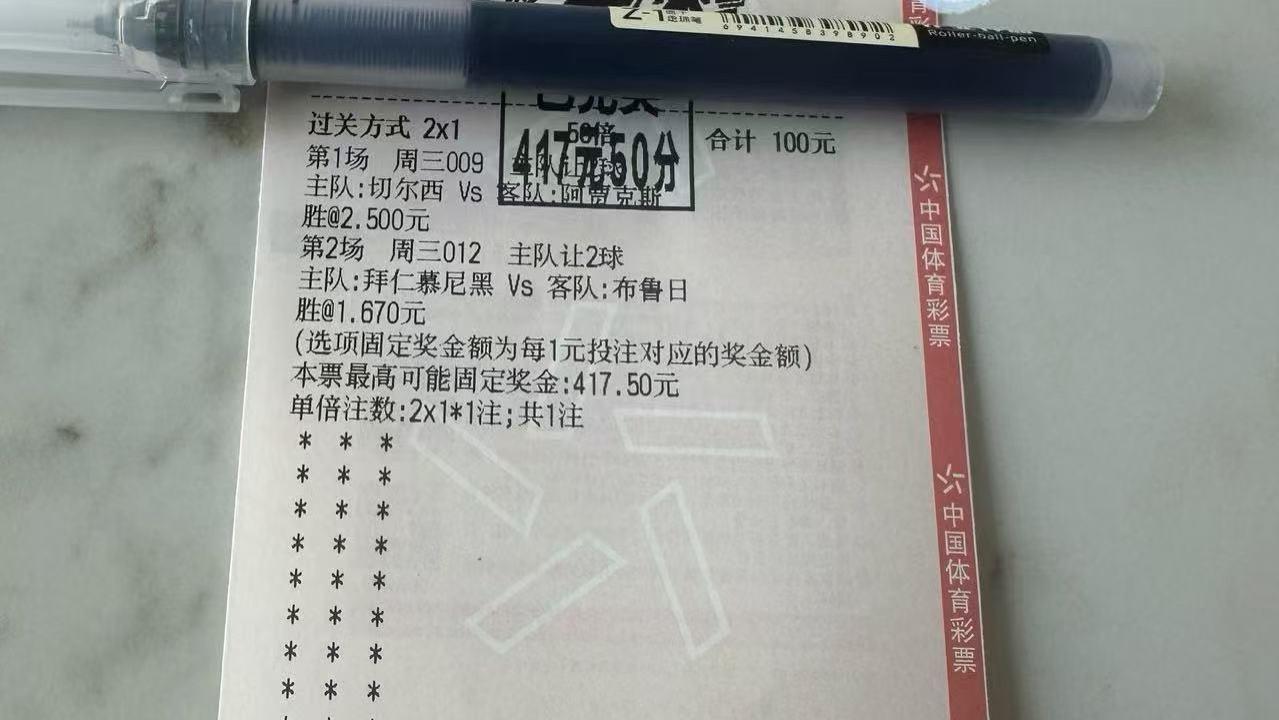 6941458398902
Roller-ball-pen
过关方式 2x1 50倍 合计 100元
已兑奖
417元50分
第1场 周三009
主队:切尔西 Vs 客队:阿贾克斯
胜@2.500元
第2场 周三012 主队让2球
主队:拜仁慕尼黑 Vs 客队:布鲁日
胜@1.670元
(选项固定奖金额为每1元投注对应的奖金额)
本票最高可能固定奖金:417.50元
单倍注数:2x1*1注;共1注
* * *
* * *
* * *
* * *
* * *
* * *
* * *
* * *
育彩
中国体育彩票
中国体育彩票